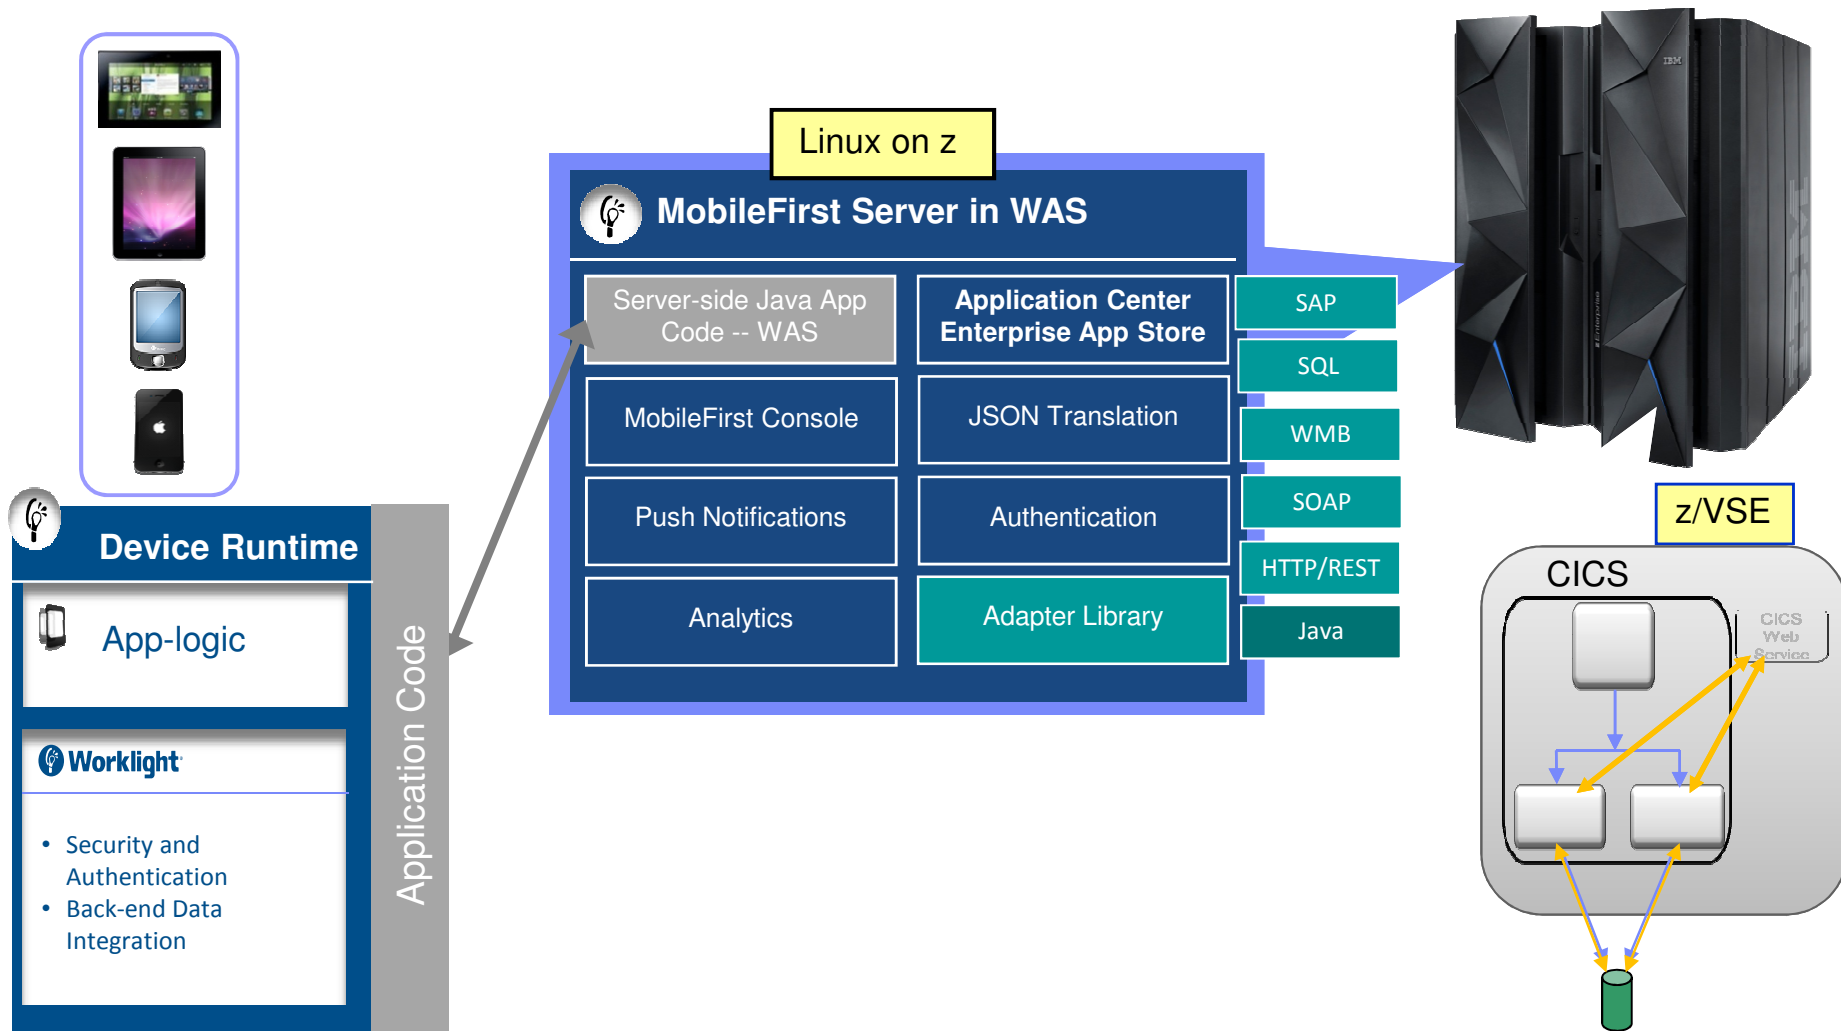 Linux on z
MobileFirst Server in WAS
Server-side Java App
Code -- WAS
Application Center
Enterprise App Store
MobileFirst Console
JSON Translation
Push Notifications
Authentication
Analytics
Adapter Library
SAP
SQL
WMB
SOAP
HTTP/REST
Java
IBM
z/VSE
CICS
CICS
Web
Service
Device Runtime
App-logic
Worklight
• Security and
Authentication
• Back-end Data
Integration
Application Code